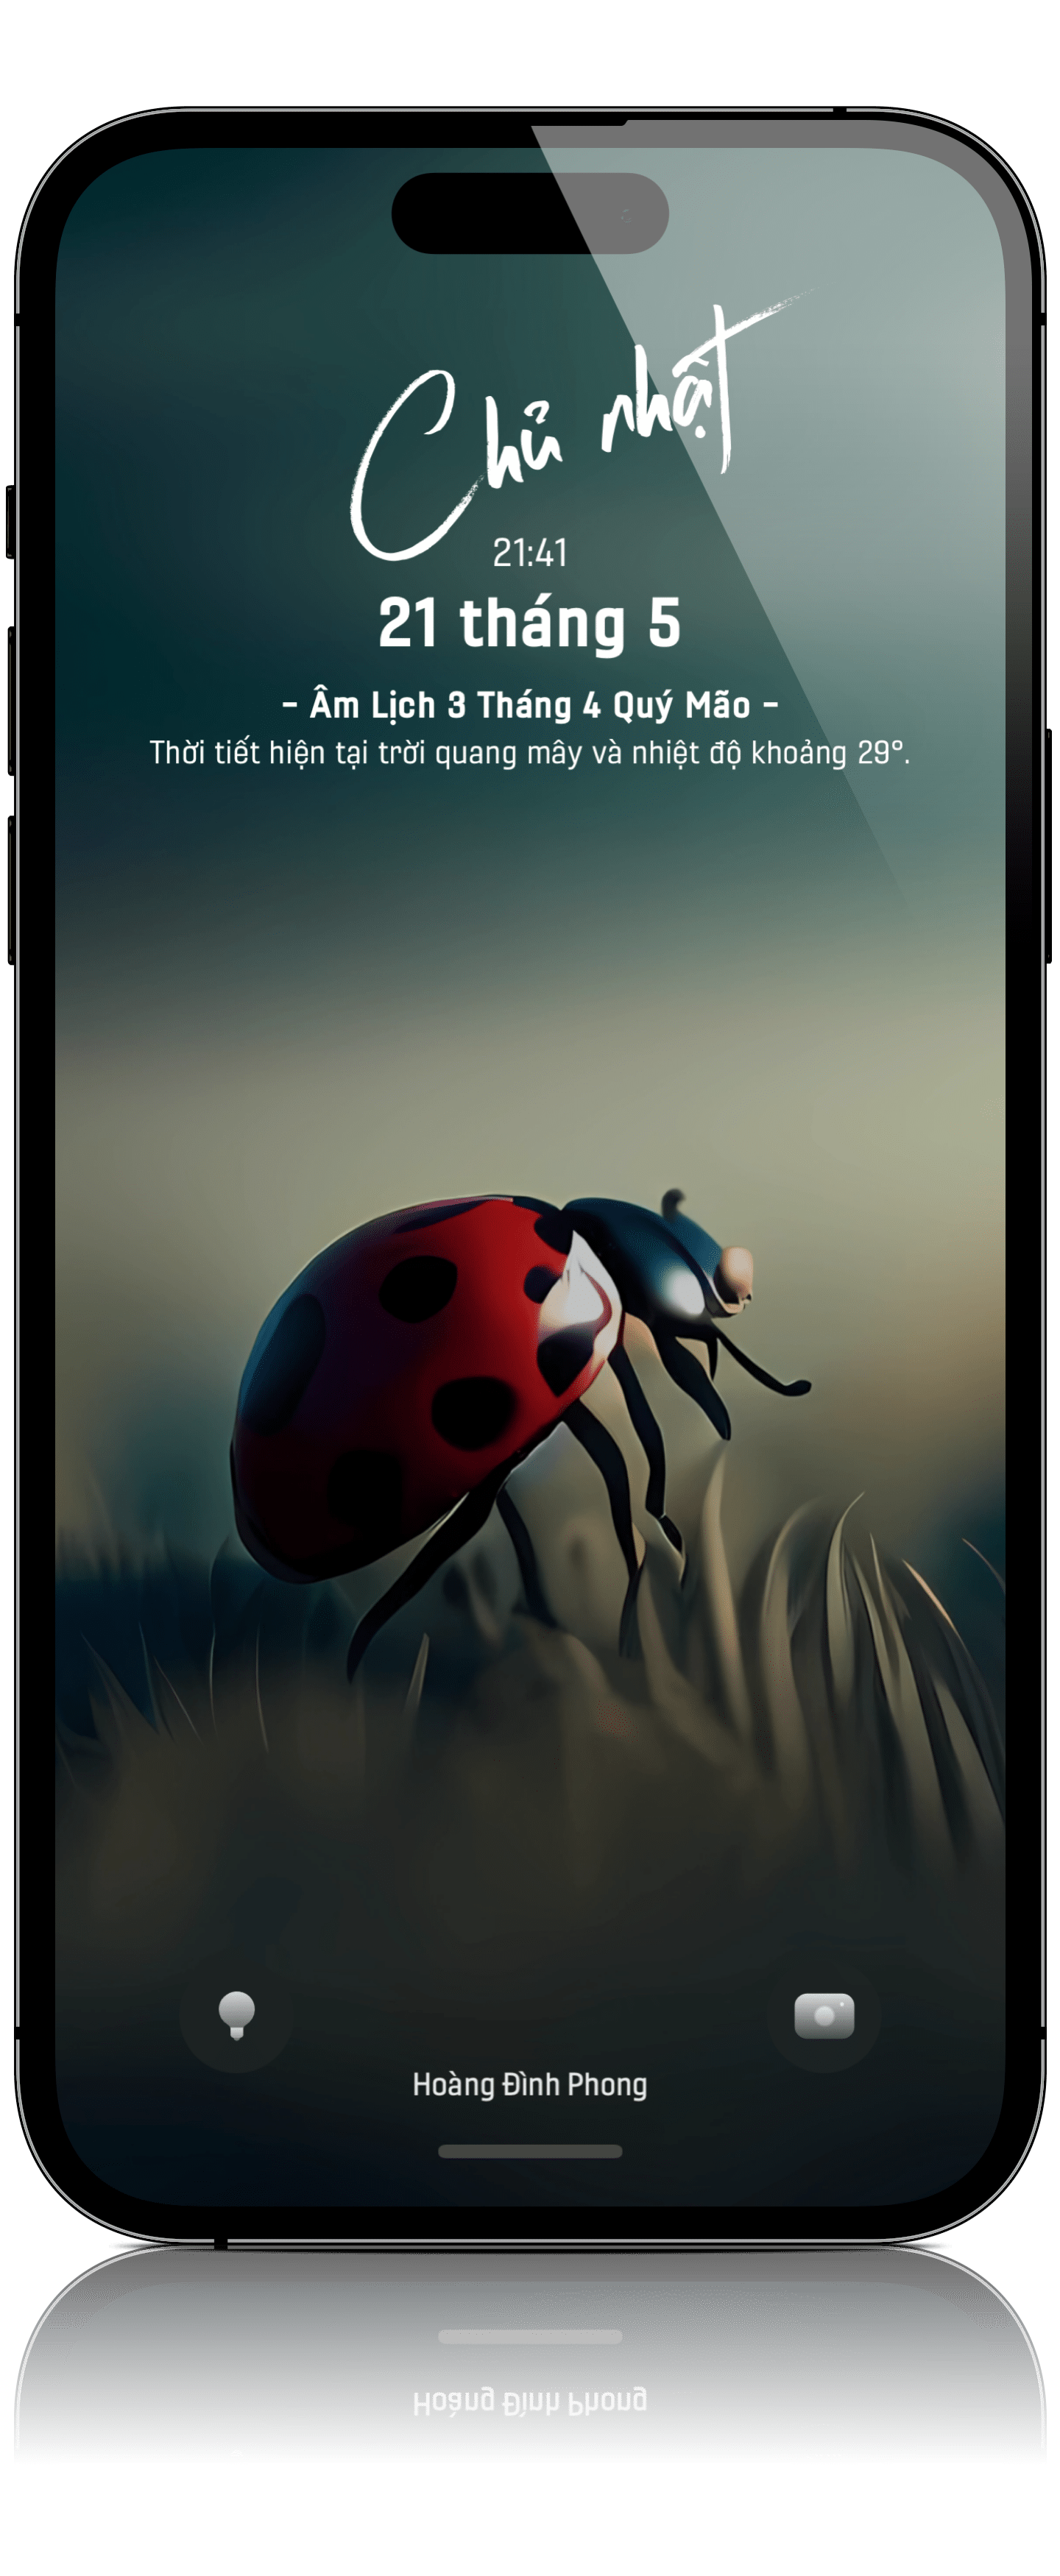 Chủ nhật
21:41
21 tháng 5
- Âm Lịch 3 Tháng 4 Quý Mão -
Thời tiết hiện tại trời quang mây và nhiệt độ khoảng 29°.
Hoàng Đình Phong
Hoàng Đình Phong